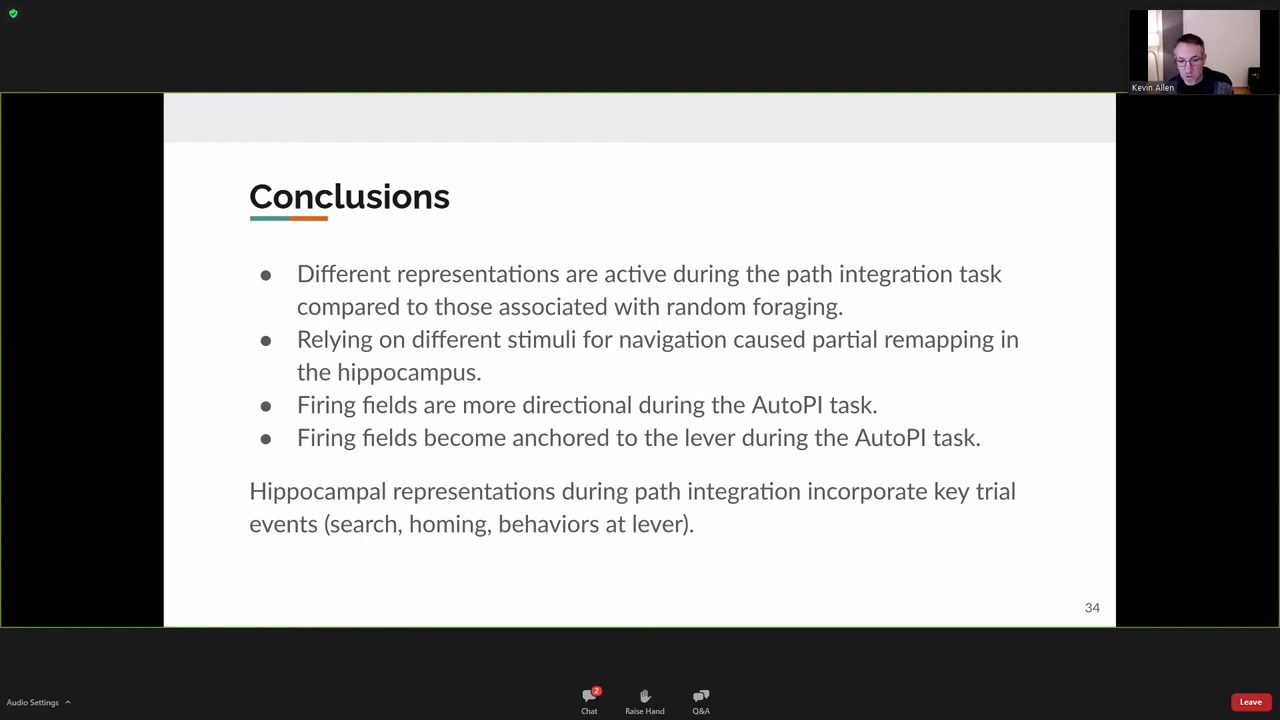 Kevin Allen
Conclusions
● Different representations are active during the path integration task
compared to those associated with random foraging.
● Relying on different stimuli for navigation caused partial remapping in
the hippocampus.
● Firing fields are more directional during the AutoPI task.
● Firing fields become anchored to the lever during the AutoPI task.
Hippocampal representations during path integration incorporate key trial
events (search, homing, behaviors at lever).
34
Audio Settings
2
Chat
Raise Hand
Q&A
Leave